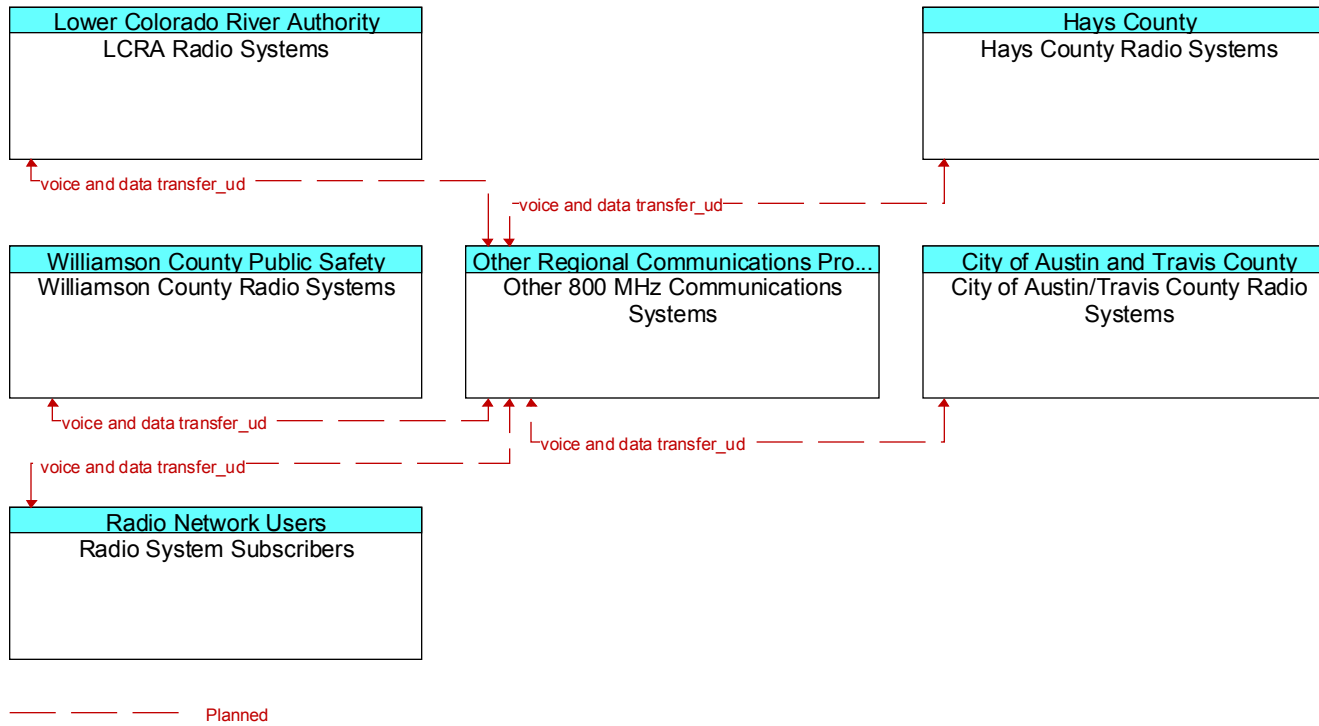 Lower Colorado River Authority
LCRA Radio Systems
Hays County
Hays County Radio Systems
voice and data transfer_ud
voice and data transfer_ud
Williamson County Public Safety
Williamson County Radio Systems
Other Regional Communications Pro...
Other 800 MHz Communications
Systems
City of Austin and Travis County
City of Austin/Travis County Radio
Systems
voice and data transfer_ud
voice and data transfer_ud
voice and data transfer_ud
Radio Network Users
Radio System Subscribers
Planned